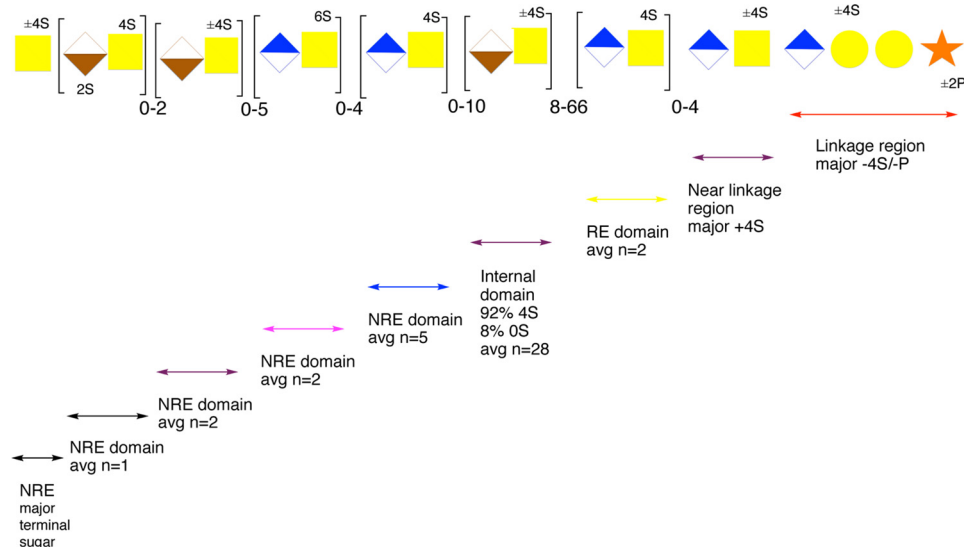 ±4S
4S
2S
0-2
±4S
0-5
6S
0-4
4S
0-10
±4S
8-66
4S
0-4
±4S
±4S
±2P
Linkage region
major -4S/-P
Near linkage
region
major +4S
RE domain
avg n=2
Internal
domain
92% 4S
8% 0S
avg n=28
NRE domain
avg n=5
NRE domain
avg n=2
NRE domain
avg n=2
NRE domain
avg n=1
NRE
major
terminal
sugar